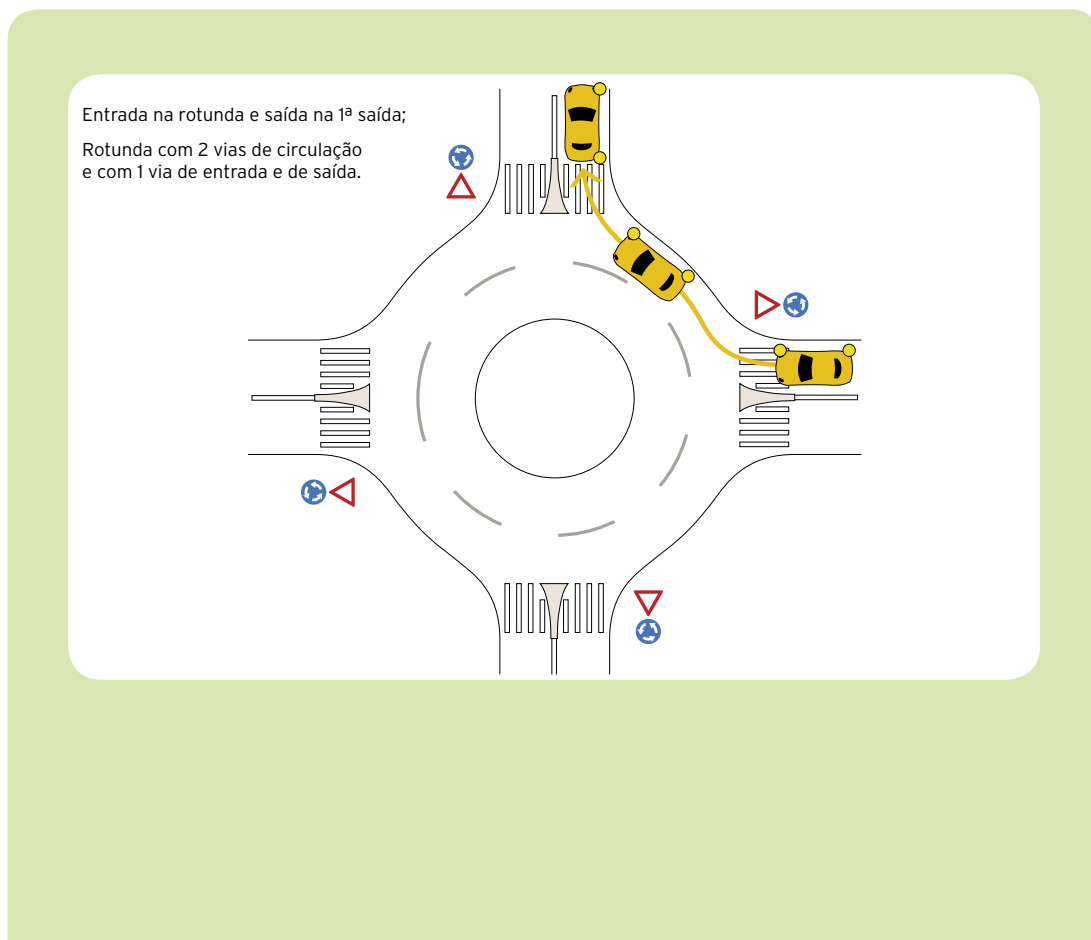 Entrada na rotunda e saída na 1ª saída;
Rotunda com 2 vias de circulação
e com 1 via de entrada e de saída.